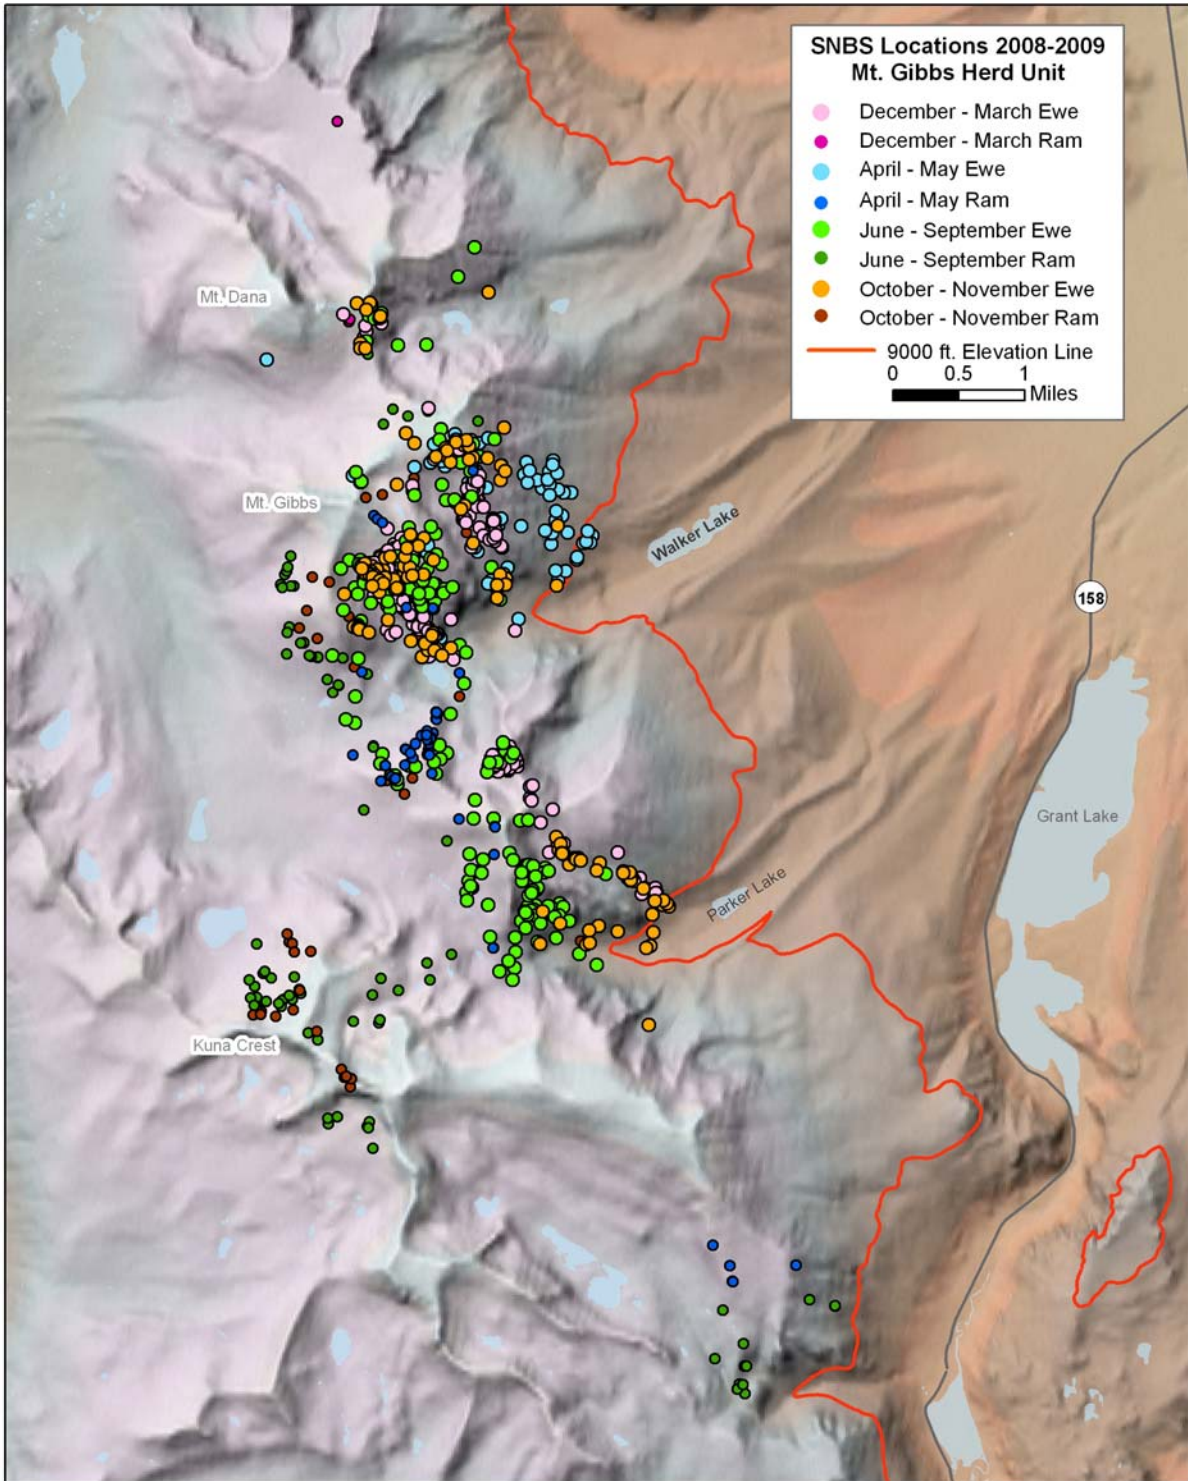 SNBS Locations 2008-2009
Mt. Gibbs Herd Unit
December - March Ewe
December - March Ram
April - May Ewe
April - May Ram
June - September Ewe
June - September Ram
October - November Ewe
October - November Ram
9000 ft. Elevation Line
0 0.5 1
Miles
Mt. Dana
Mt. Gibbs
Walker Lake
158
Grant Lake
Parker Lake
Kuna Crest